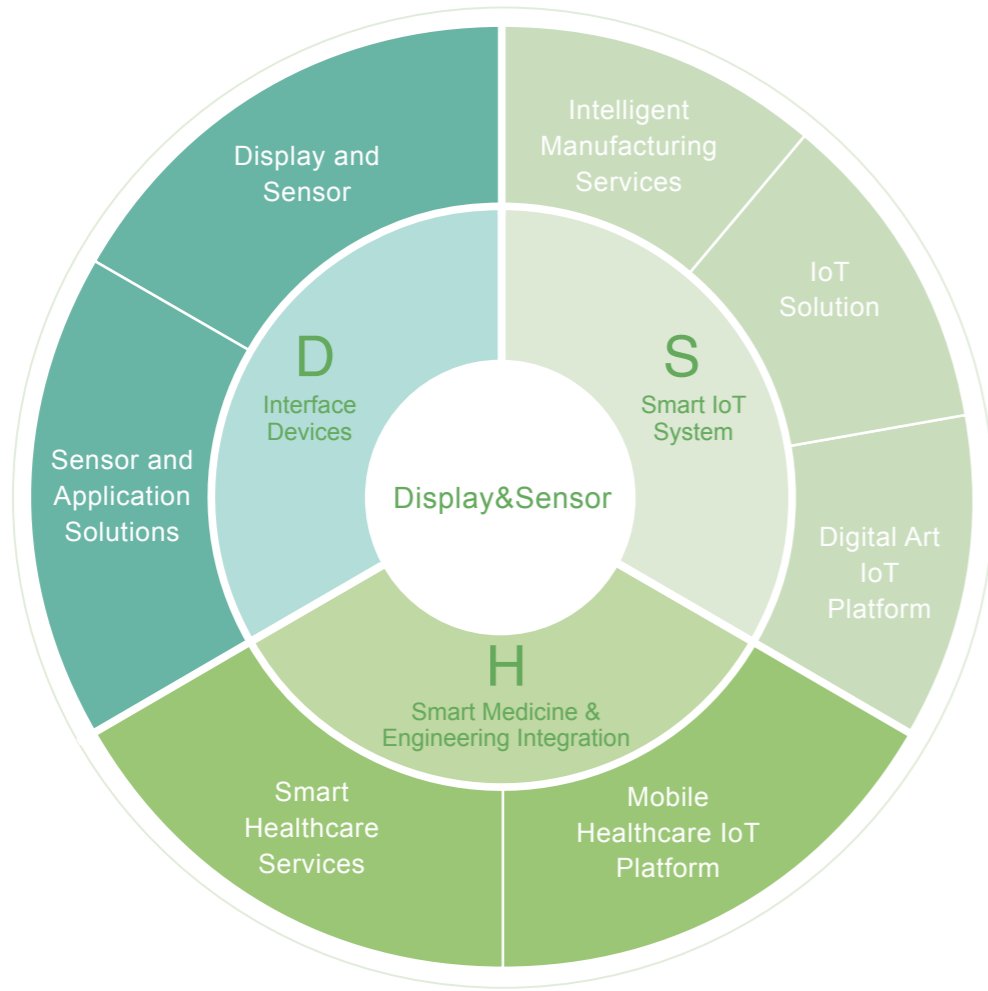 Display and
Sensor
Intelligent
Manufacturing
Services
IoT
Solution
D
Interface
Devices
S
Smart IoT
System
Sensor and
Application
Solutions
Display&Sensor
Digital Art
IoT
Platform
H
Smart Medicine &
Engineering Integration
Smart
Healthcare
Services
Mobile
Healthcare IoT
Platform